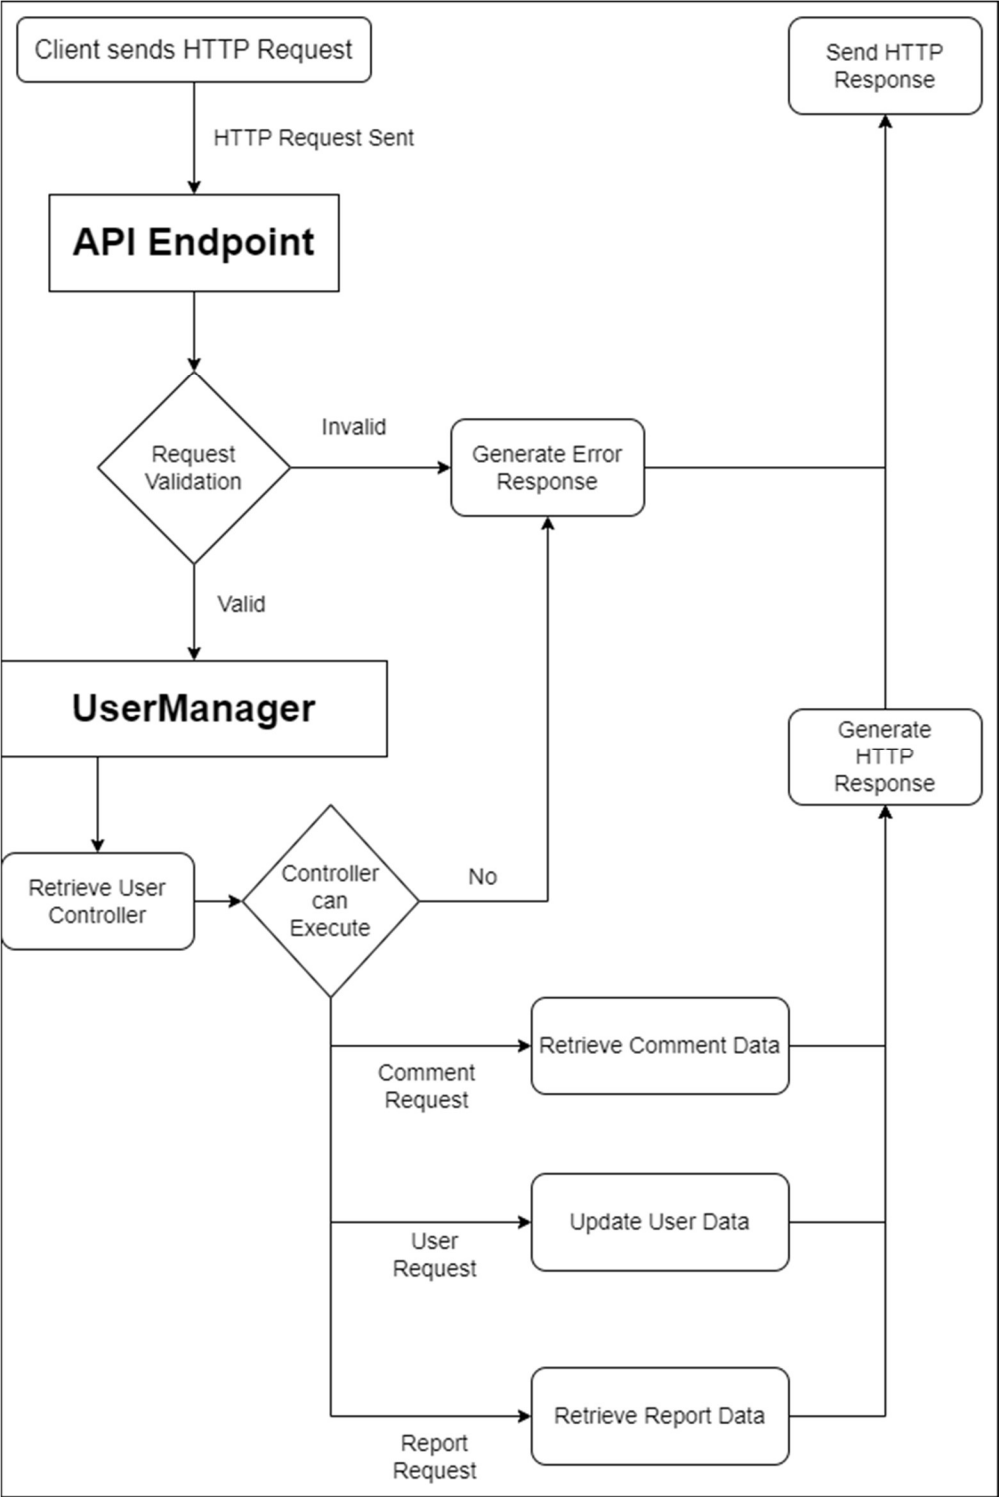 Client sends HTTP Request
Send HTTP
Response
HTTP Request Sent
API Endpoint
Request
Validation
Invalid
Generate Error
Response
Valid
UserManager
Generate
HTTP
Response
Retrieve User
Controller
Controller
can
Execute
No
Retrieve Comment Data
Comment
Request
Update User Data
User
Request
Retrieve Report Data
Report
Request